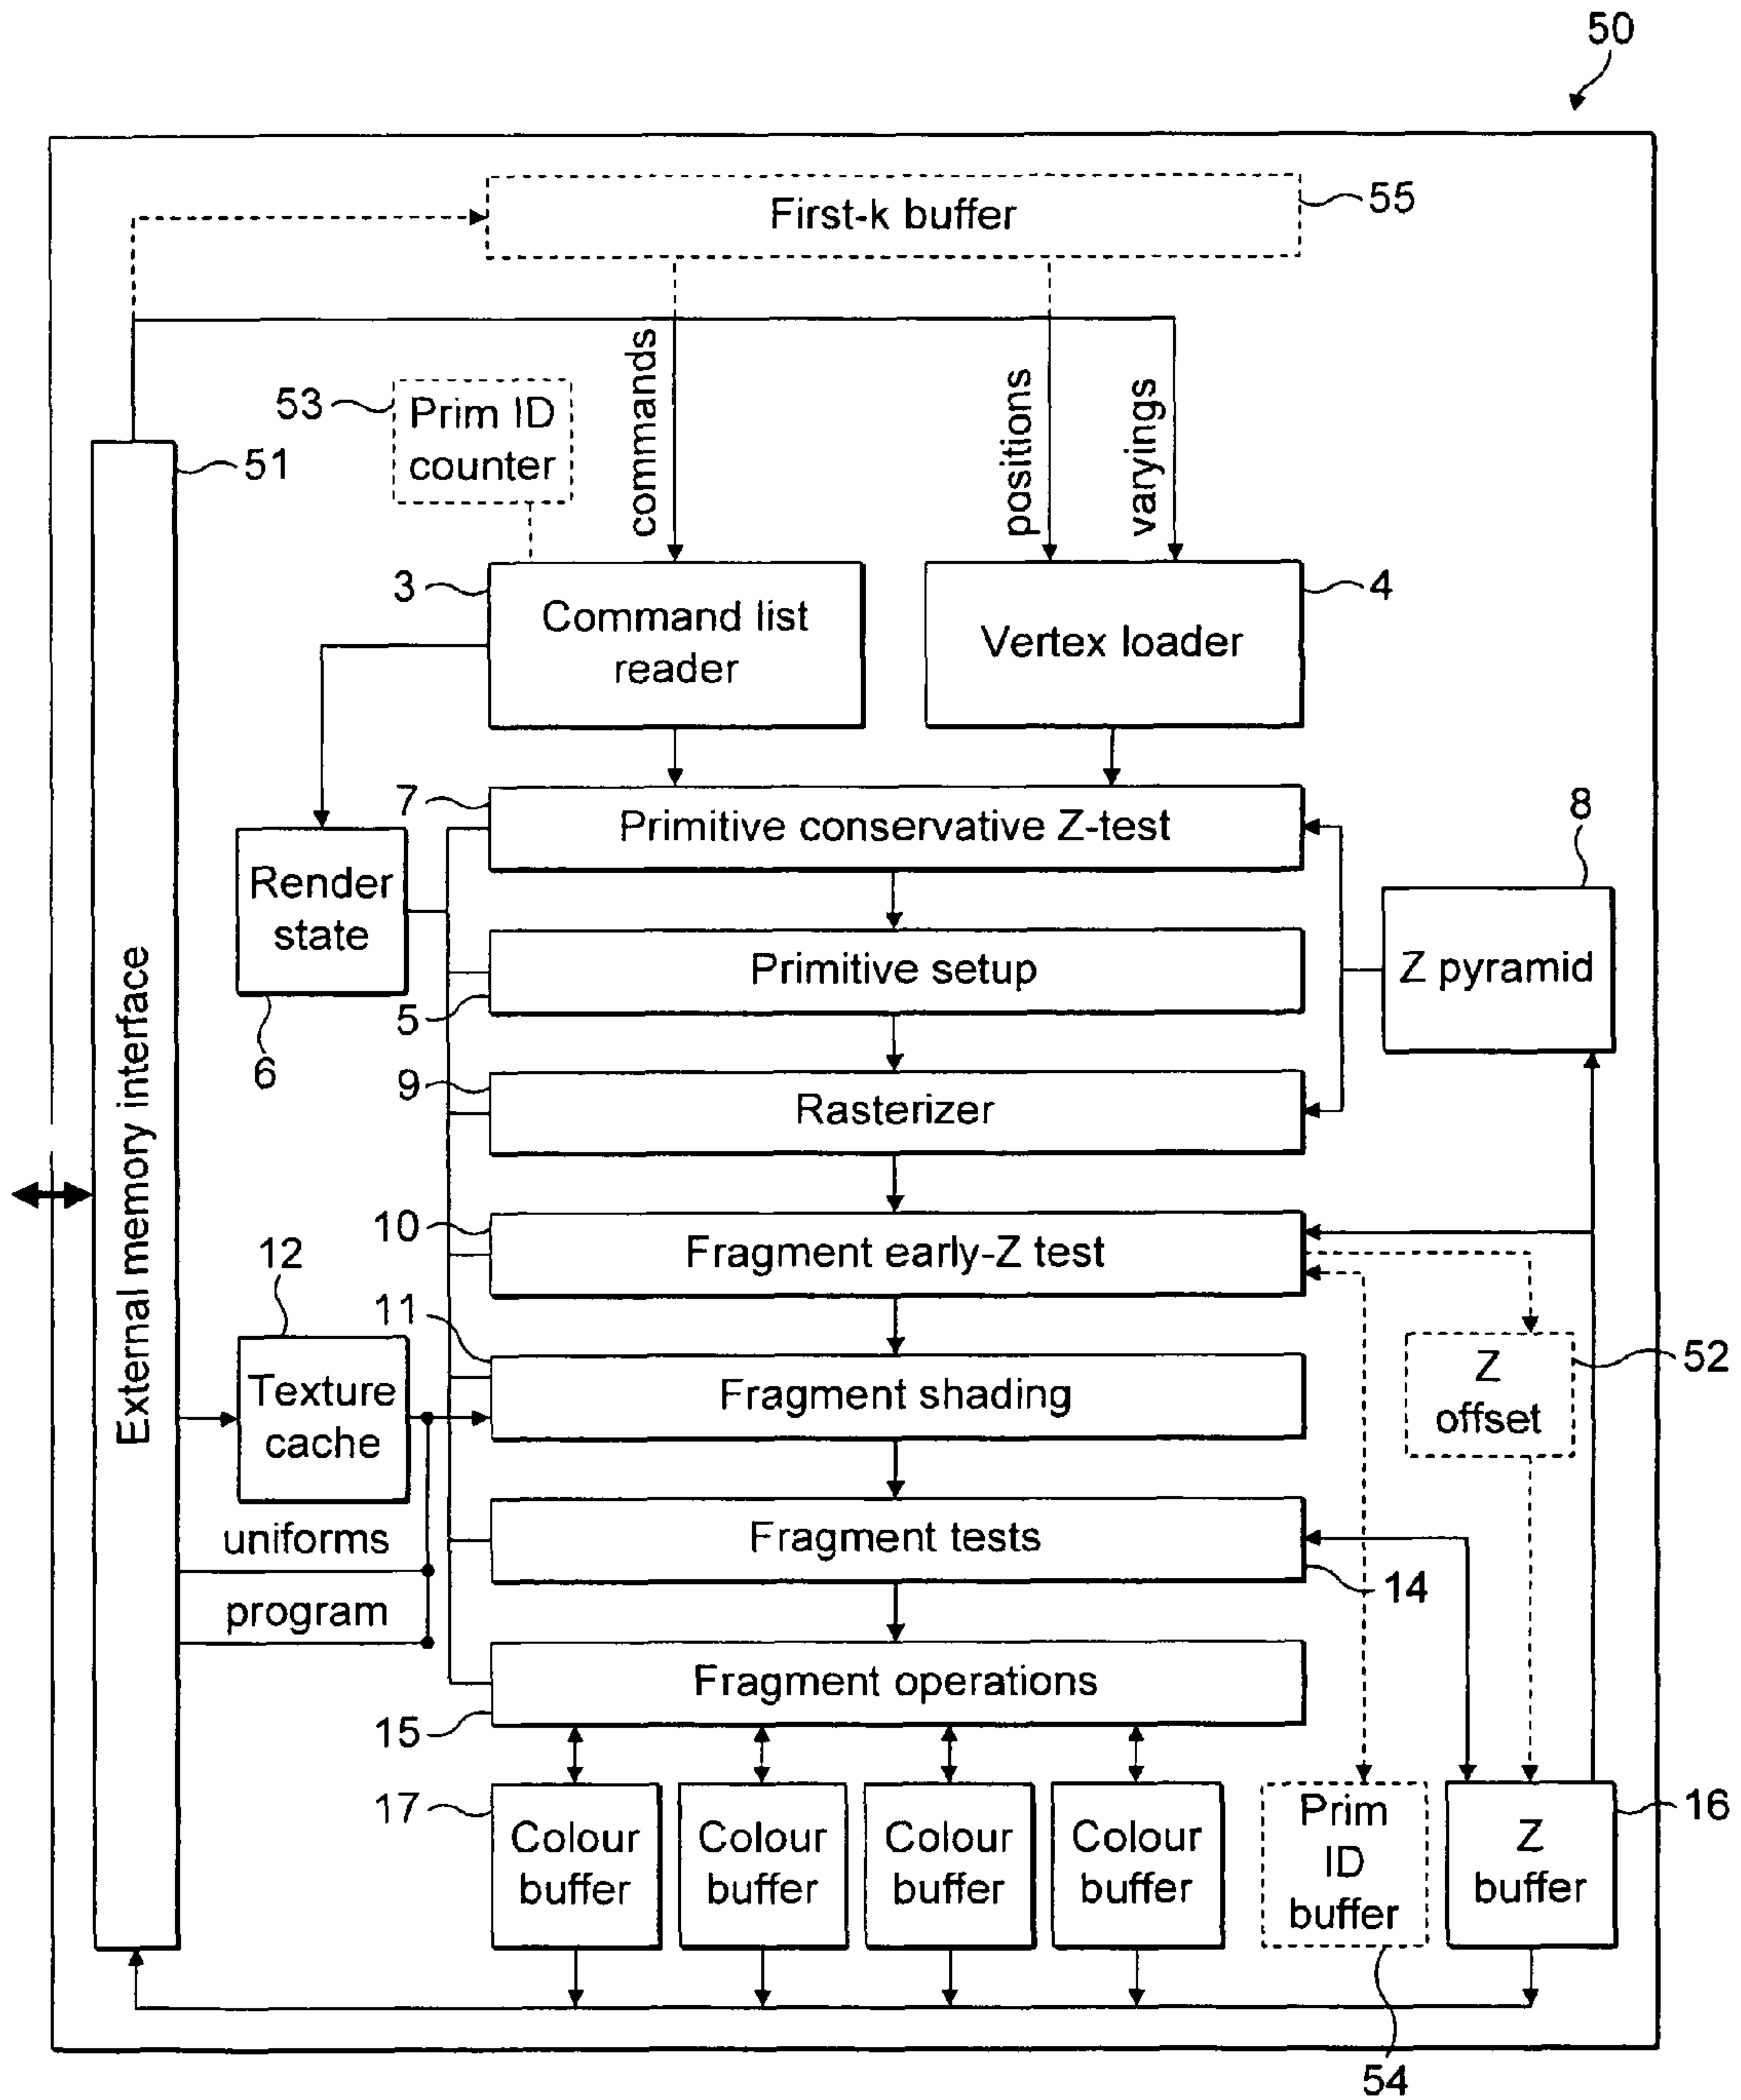 50
First-k buffer
55
commands
positions
varyings
53
Prim ID
counter
51
3
Command list
reader
4
Vertex loader
7
Primitive conservative Z-test
8
Render
state
6
Primitive setup
5
Z pyramid
External memory interface
9
Rasterizer
10
Fragment early-Z test
12
Texture
cache
11
Fragment shading
Z
offset
52
uniforms
program
Fragment tests
14
Fragment operations
15
17
Colour
buffer
Colour
buffer
Colour
buffer
Colour
buffer
Prim
ID
buffer
54
Z
buffer
16